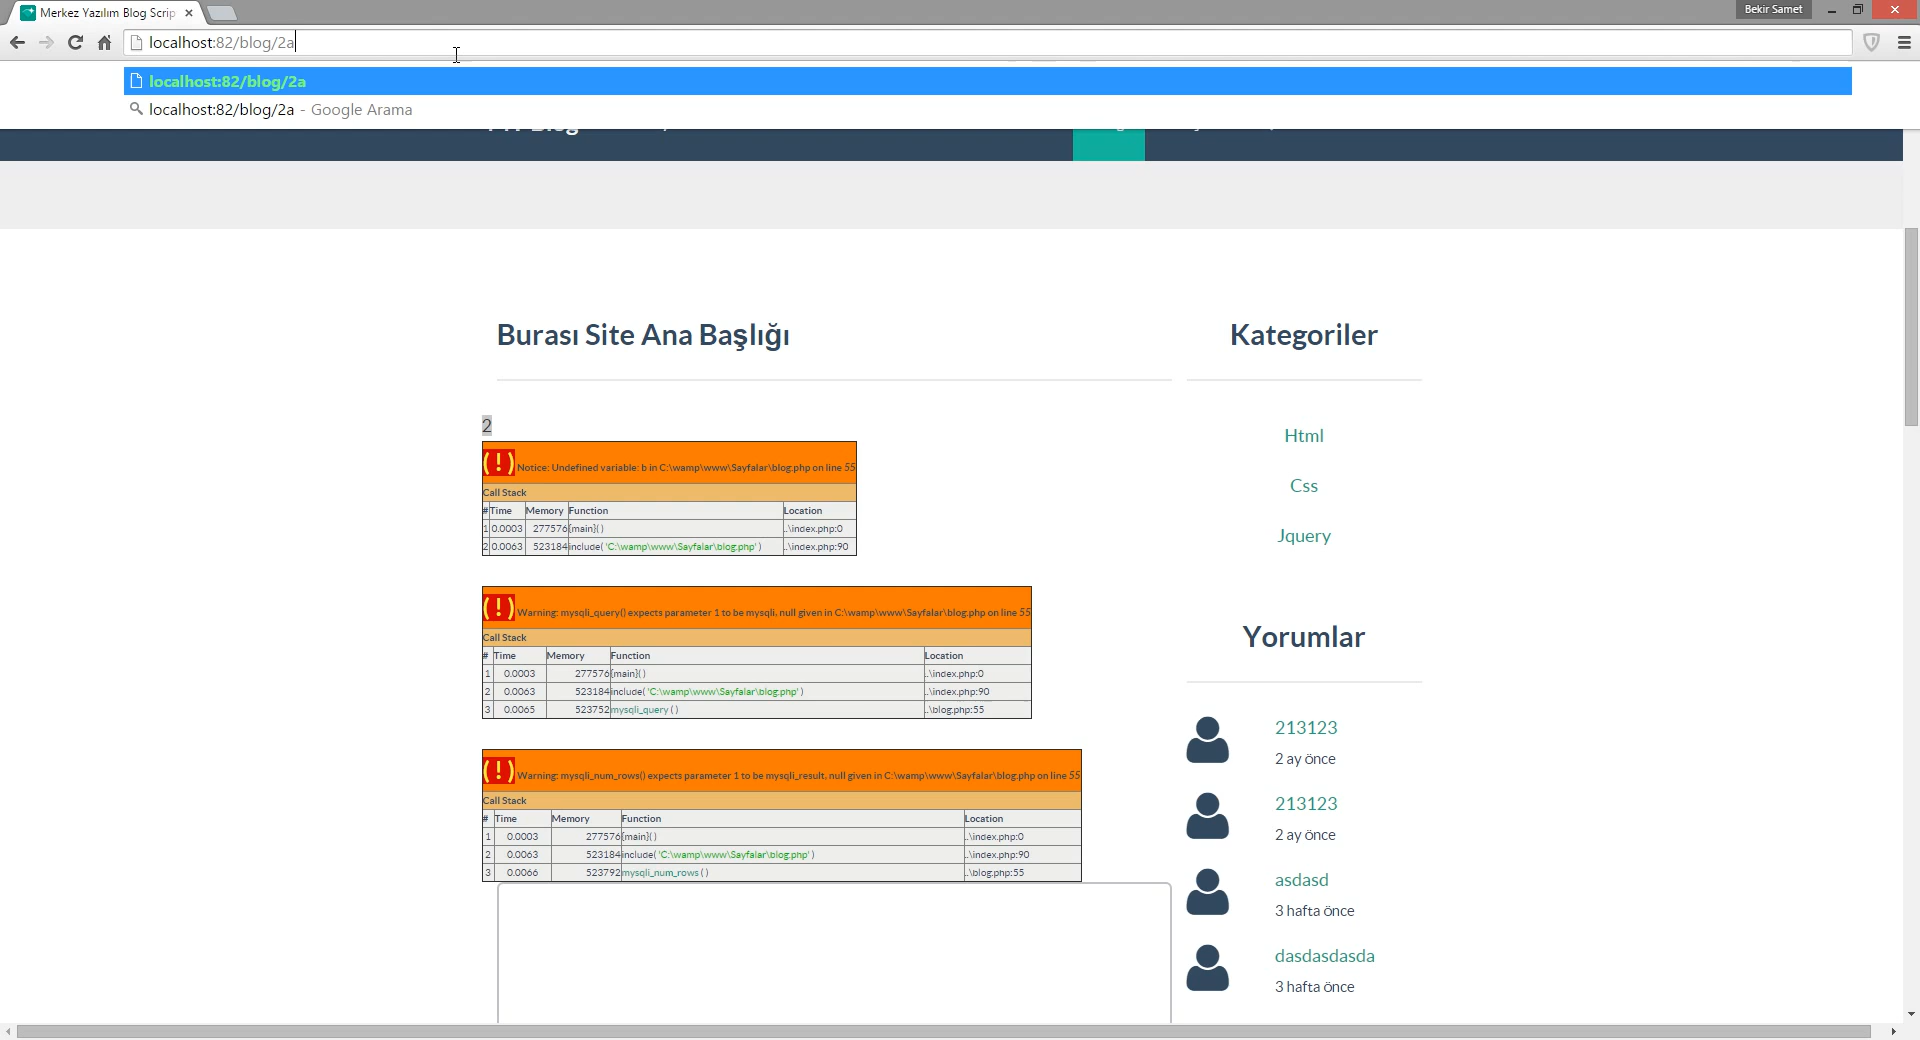 Merkez Yazılım Blog Scrip
Bekir Samet
localhost:82/blog/2a
localhost:82/blog/2a
localhost:82/blog/2a - Google Arama
Burası Site Ana Başlığı
Kategoriler
2
Html
Css
Jquery
(!) Notice: Undefined variable: b in C:\wamp\www\Sayfalar\blog.php on line 55
Call Stack
# Time Memory Function Location
1 0.0003 277576 {main}( ) ..\index.php:0
2 0.0063 523184 include( 'C:\wamp\www\Sayfalar\blog.php' ) ..\index.php:90
(!) Warning: mysqli_query() expects parameter 1 to be mysqli, null given in C:\wamp\www\Sayfalar\blog.php on line 55
Call Stack
# Time Memory Function Location
1 0.0003 277576 {main}( ) ..\index.php:0
2 0.0063 523184 include( 'C:\wamp\www\Sayfalar\blog.php' ) ..\index.php:90
3 0.0065 523752 mysqli_query ( ) ..\blog.php:55
(!) Warning: mysqli_num_rows() expects parameter 1 to be mysqli_result, null given in C:\wamp\www\Sayfalar\blog.php on line 55
Call Stack
# Time Memory Function Location
1 0.0003 277576 {main}( ) ..\index.php:0
2 0.0063 523184 include( 'C:\wamp\www\Sayfalar\blog.php' ) ..\index.php:90
3 0.0066 523792 mysqli_num_rows ( ) ..\blog.php:55
Yorumlar
213123
2 ay önce
213123
2 ay önce
asdasd
3 hafta önce
dasdasdasda
3 hafta önce